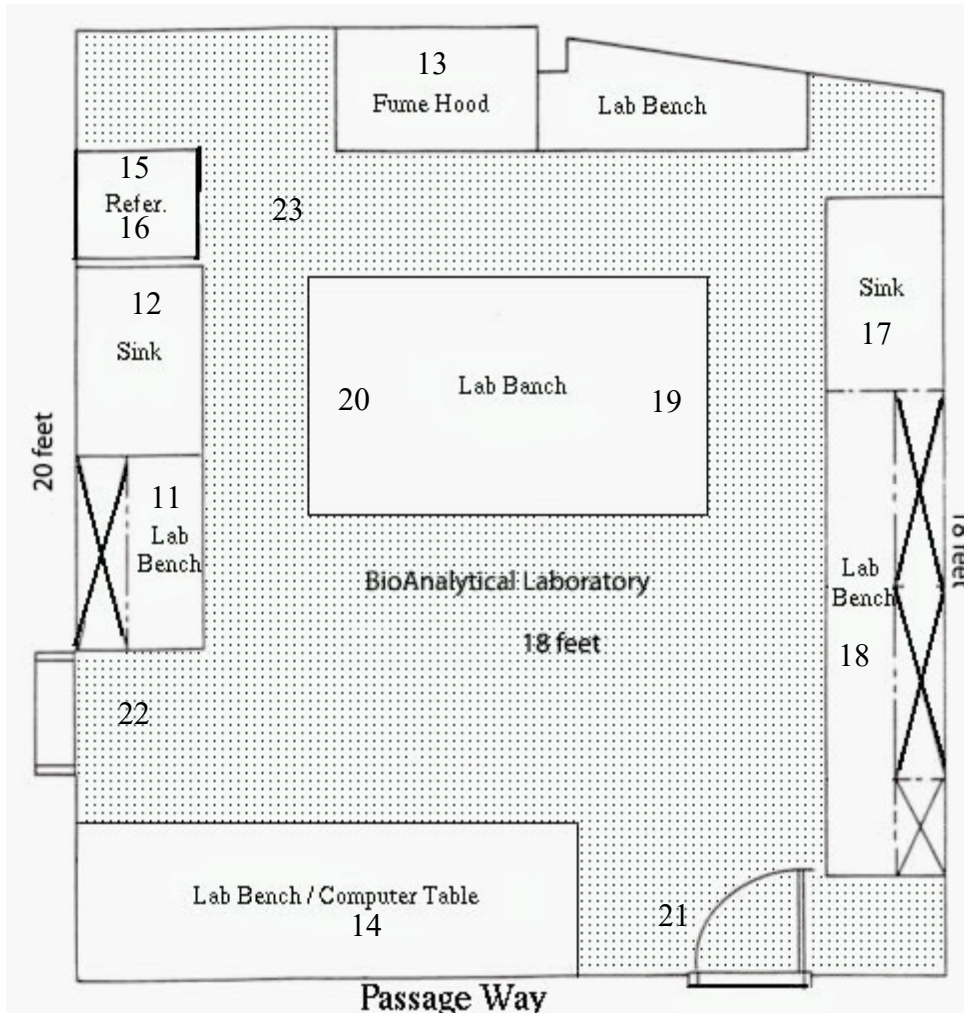 13
Fume Hood
Lab Bench
15
Refer.
16
23
12
Sink
Sink
17
20
Lab Banch
19
20 feet
11
Lab
Bench
18 feet
BioAnalytical Laboratory
18 feet
Lab
Bench
18
22
Lab Bench / Computer Table
14
21
Passage Way